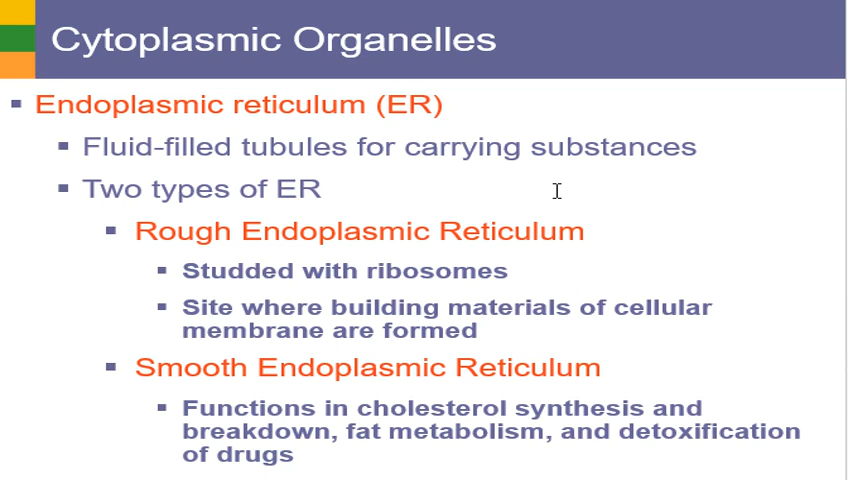 Cytoplasmic Organelles
Endoplasmic reticulum (ER)
Fluid-filled tubules for carrying substances
Two types of ER
Rough Endoplasmic Reticulum
Studded with ribosomes
Site where building materials of cellular
membrane are formed
Smooth Endoplasmic Reticulum
Functions in cholesterol synthesis and
breakdown, fat metabolism, and detoxification
of drugs